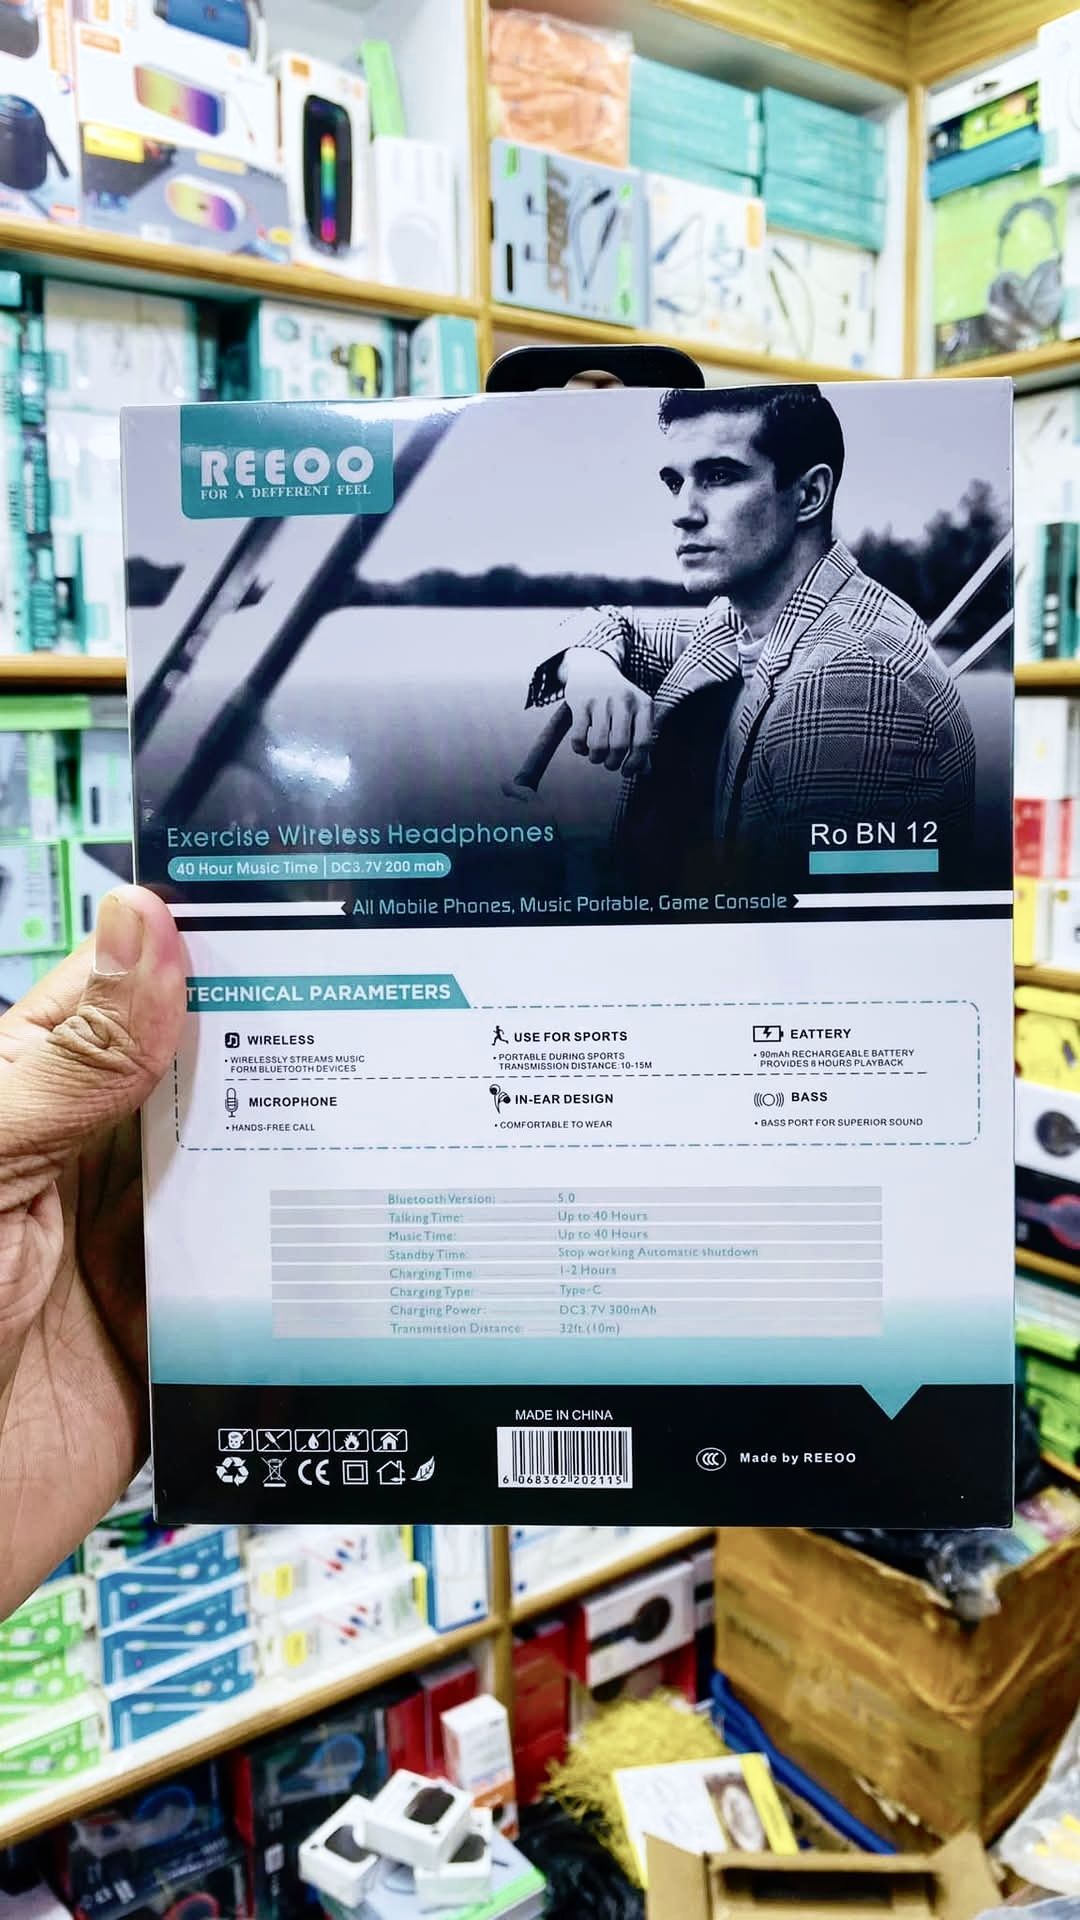 REEOO
FOR A DEFFERENT FEEL
Exercise Wireless Headphones
40 Hour Music Time | DC3.7V 200 mah
Ro BN 12
All Mobile Phones, Music Portable, Game Console
TECHNICAL PARAMETERS
WIRELESS
• WIRELESSLY STREAMS MUSIC
FORM BLUETOOTH DEVICES
USE FOR SPORTS
• PORTABLE DURING SPORTS
TRANSMISSION DISTANCE:10-15M
EATTERY
• 90mAh RECHARGEABLE BATTERY
PROVIDES 8 HOURS PLAYBACK
MICROPHONE
• HANDS-FREE CALL
IN-EAR DESIGN
• COMFORTABLE TO WEAR
BASS
• BASS PORT FOR SUPERIOR SOUND
Bluetooth Version: 5.0
Talking Time: Up to 40 Hours
Music Time: Up to 40 Hours
Standby Time: Stop working Automatic shutdown
Charging Time: 1-2 Hours
Charging Type: Type-C
Charging Power: DC3.7V 300mAh
Transmission Distance: 32ft.(10m)
MADE IN CHINA
6 068362 202115
CE
CCC
Made by REEOO